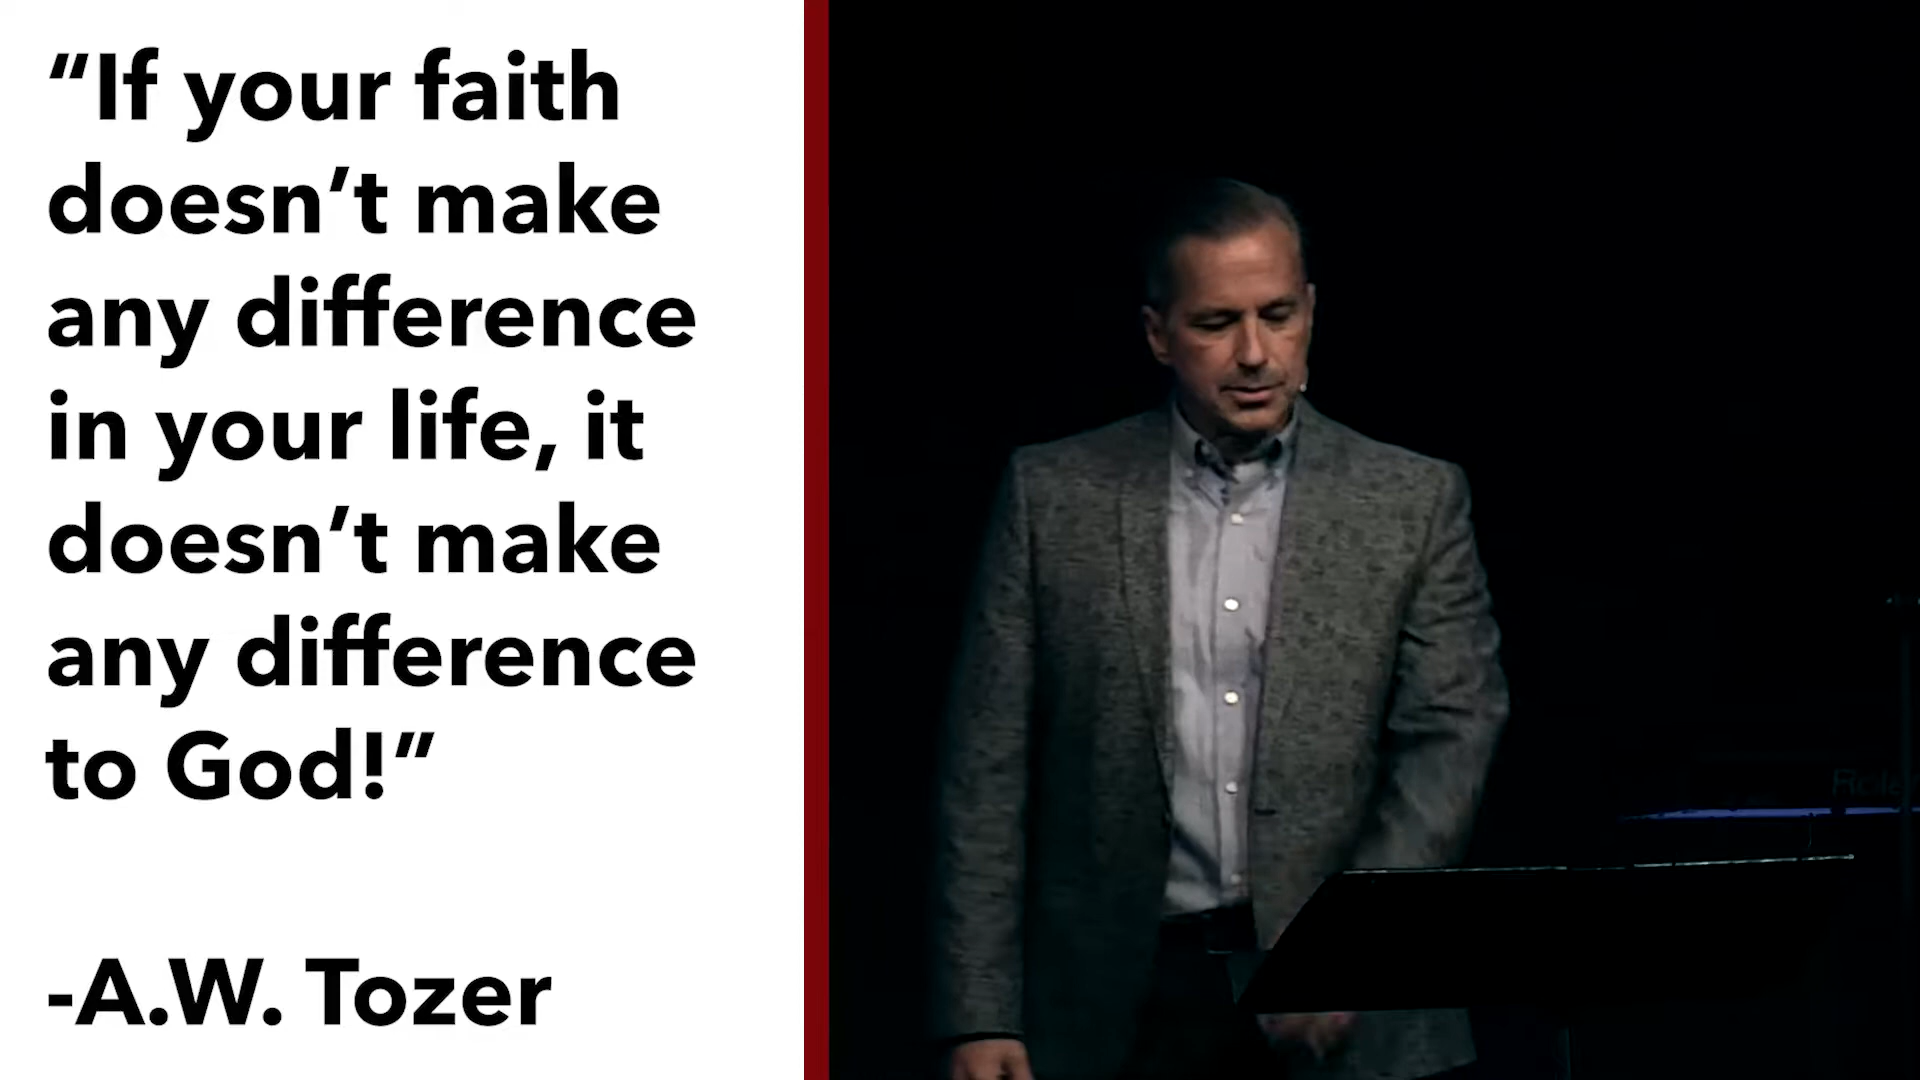 “If your faith
doesn’t make
any difference
in your life, it
doesn’t make
any difference
to God!”
-A.W. Tozer